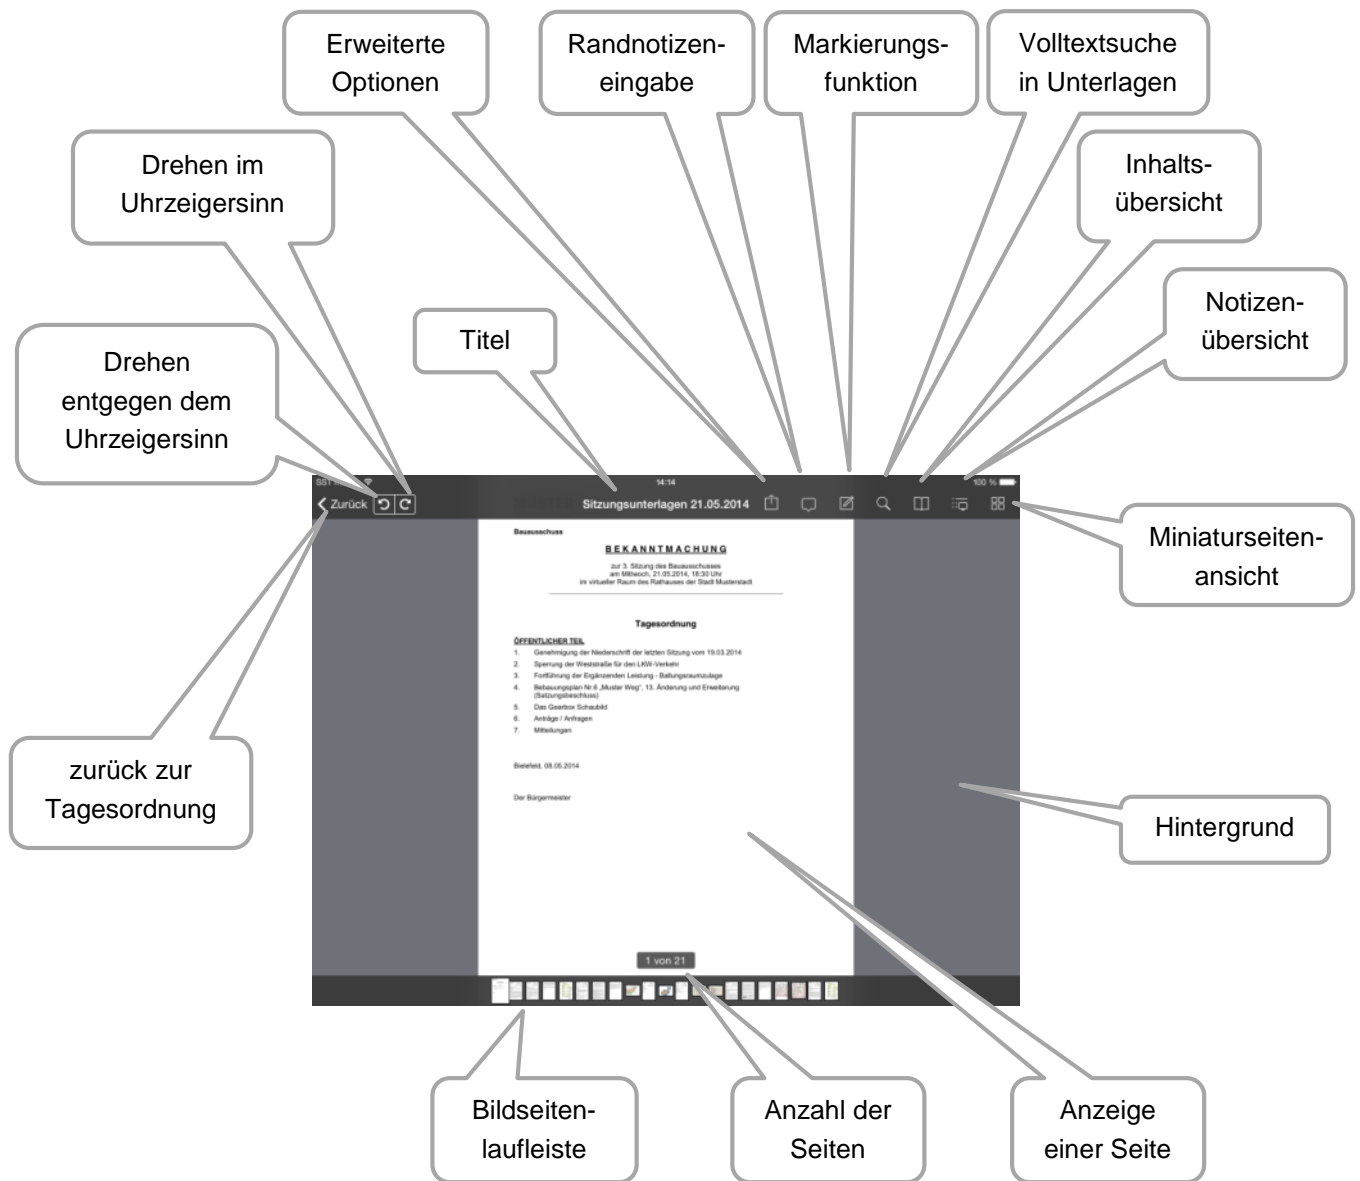 Erweiterte
Optionen
Randnotizen-
eingabe
Markierungs-
funktion
Volltextsuche
in Unterlagen
Drehen im
Uhrzeigersinn
Inhalts-
übersicht
Titel
Notizen-
übersicht
Drehen
entgegen dem
Uhrzeigersinn
14:14
100 %
Zurück
Sitzungsunterlagen 21.05.2014
Miniaturseiten-
ansicht
Bauausschuss
BEKANNTMACHUNG
zur 3. Sitzung des Bauausschusses
am Mittwoch, 21.05.2014, 18:30 Uhr
im virtueller Raum des Rathauses der Stadt Musterstadt
Tagesordnung
ÖFFENTLICHER TEIL
1. Genehmigung der Niederschrift der letzten Sitzung vom 19.03.2014
2. Sperrung der Weststraße für den LKW-Verkehr
3. Fortführung der Ergänzenden Leistung - Ballungsraumzulage
4. Bebauungsplan Nr.6 „Muster Weg“, 13. Änderung und Erweiterung
(Satzungsbeschluss)
5. Das Gearbox Schaubild
6. Anträge / Anfragen
7. Mitteilungen
Bielefeld, 08.05.2014
Der Bürgermeister
zurück zur
Tagesordnung
Hintergrund
1 von 21
Bildseiten-
laufleiste
Anzahl der
Seiten
Anzeige
einer Seite